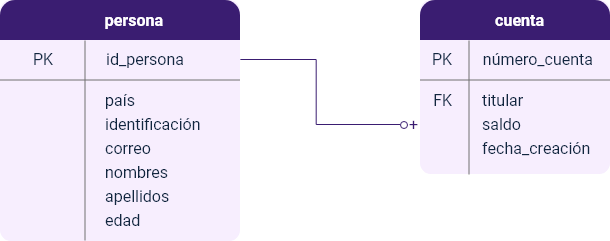 persona
PK id_persona
país
identificación
correo
nombres
apellidos
edad
cuenta
PK número_cuenta
FK titular
saldo
fecha_creación